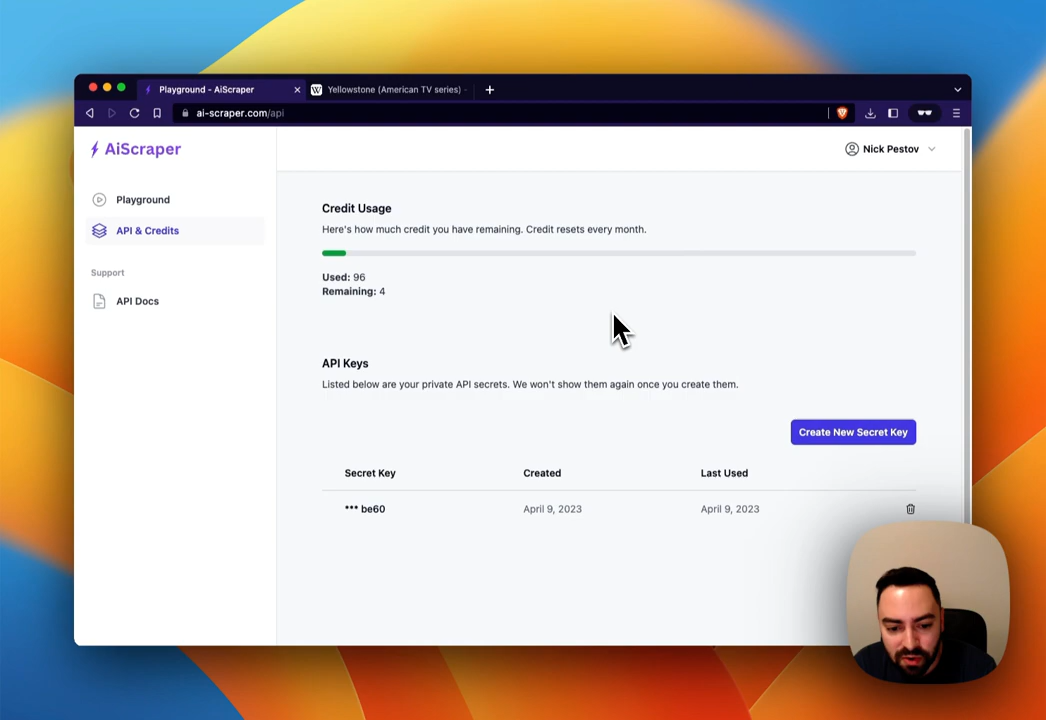 Playground - AiScraper
Yellowstone (American TV series) -
ai-scraper.com/api
AiScraper
Nick Pestov
Playground
API & Credits
Support
API Docs
Credit Usage
Here's how much credit you have remaining. Credit resets every month.
Used: 96
Remaining: 4
API Keys
Listed below are your private API secrets. We won't show them again once you create them.
Create New Secret Key
Secret Key Created Last Used
*** be60 April 9, 2023 April 9, 2023